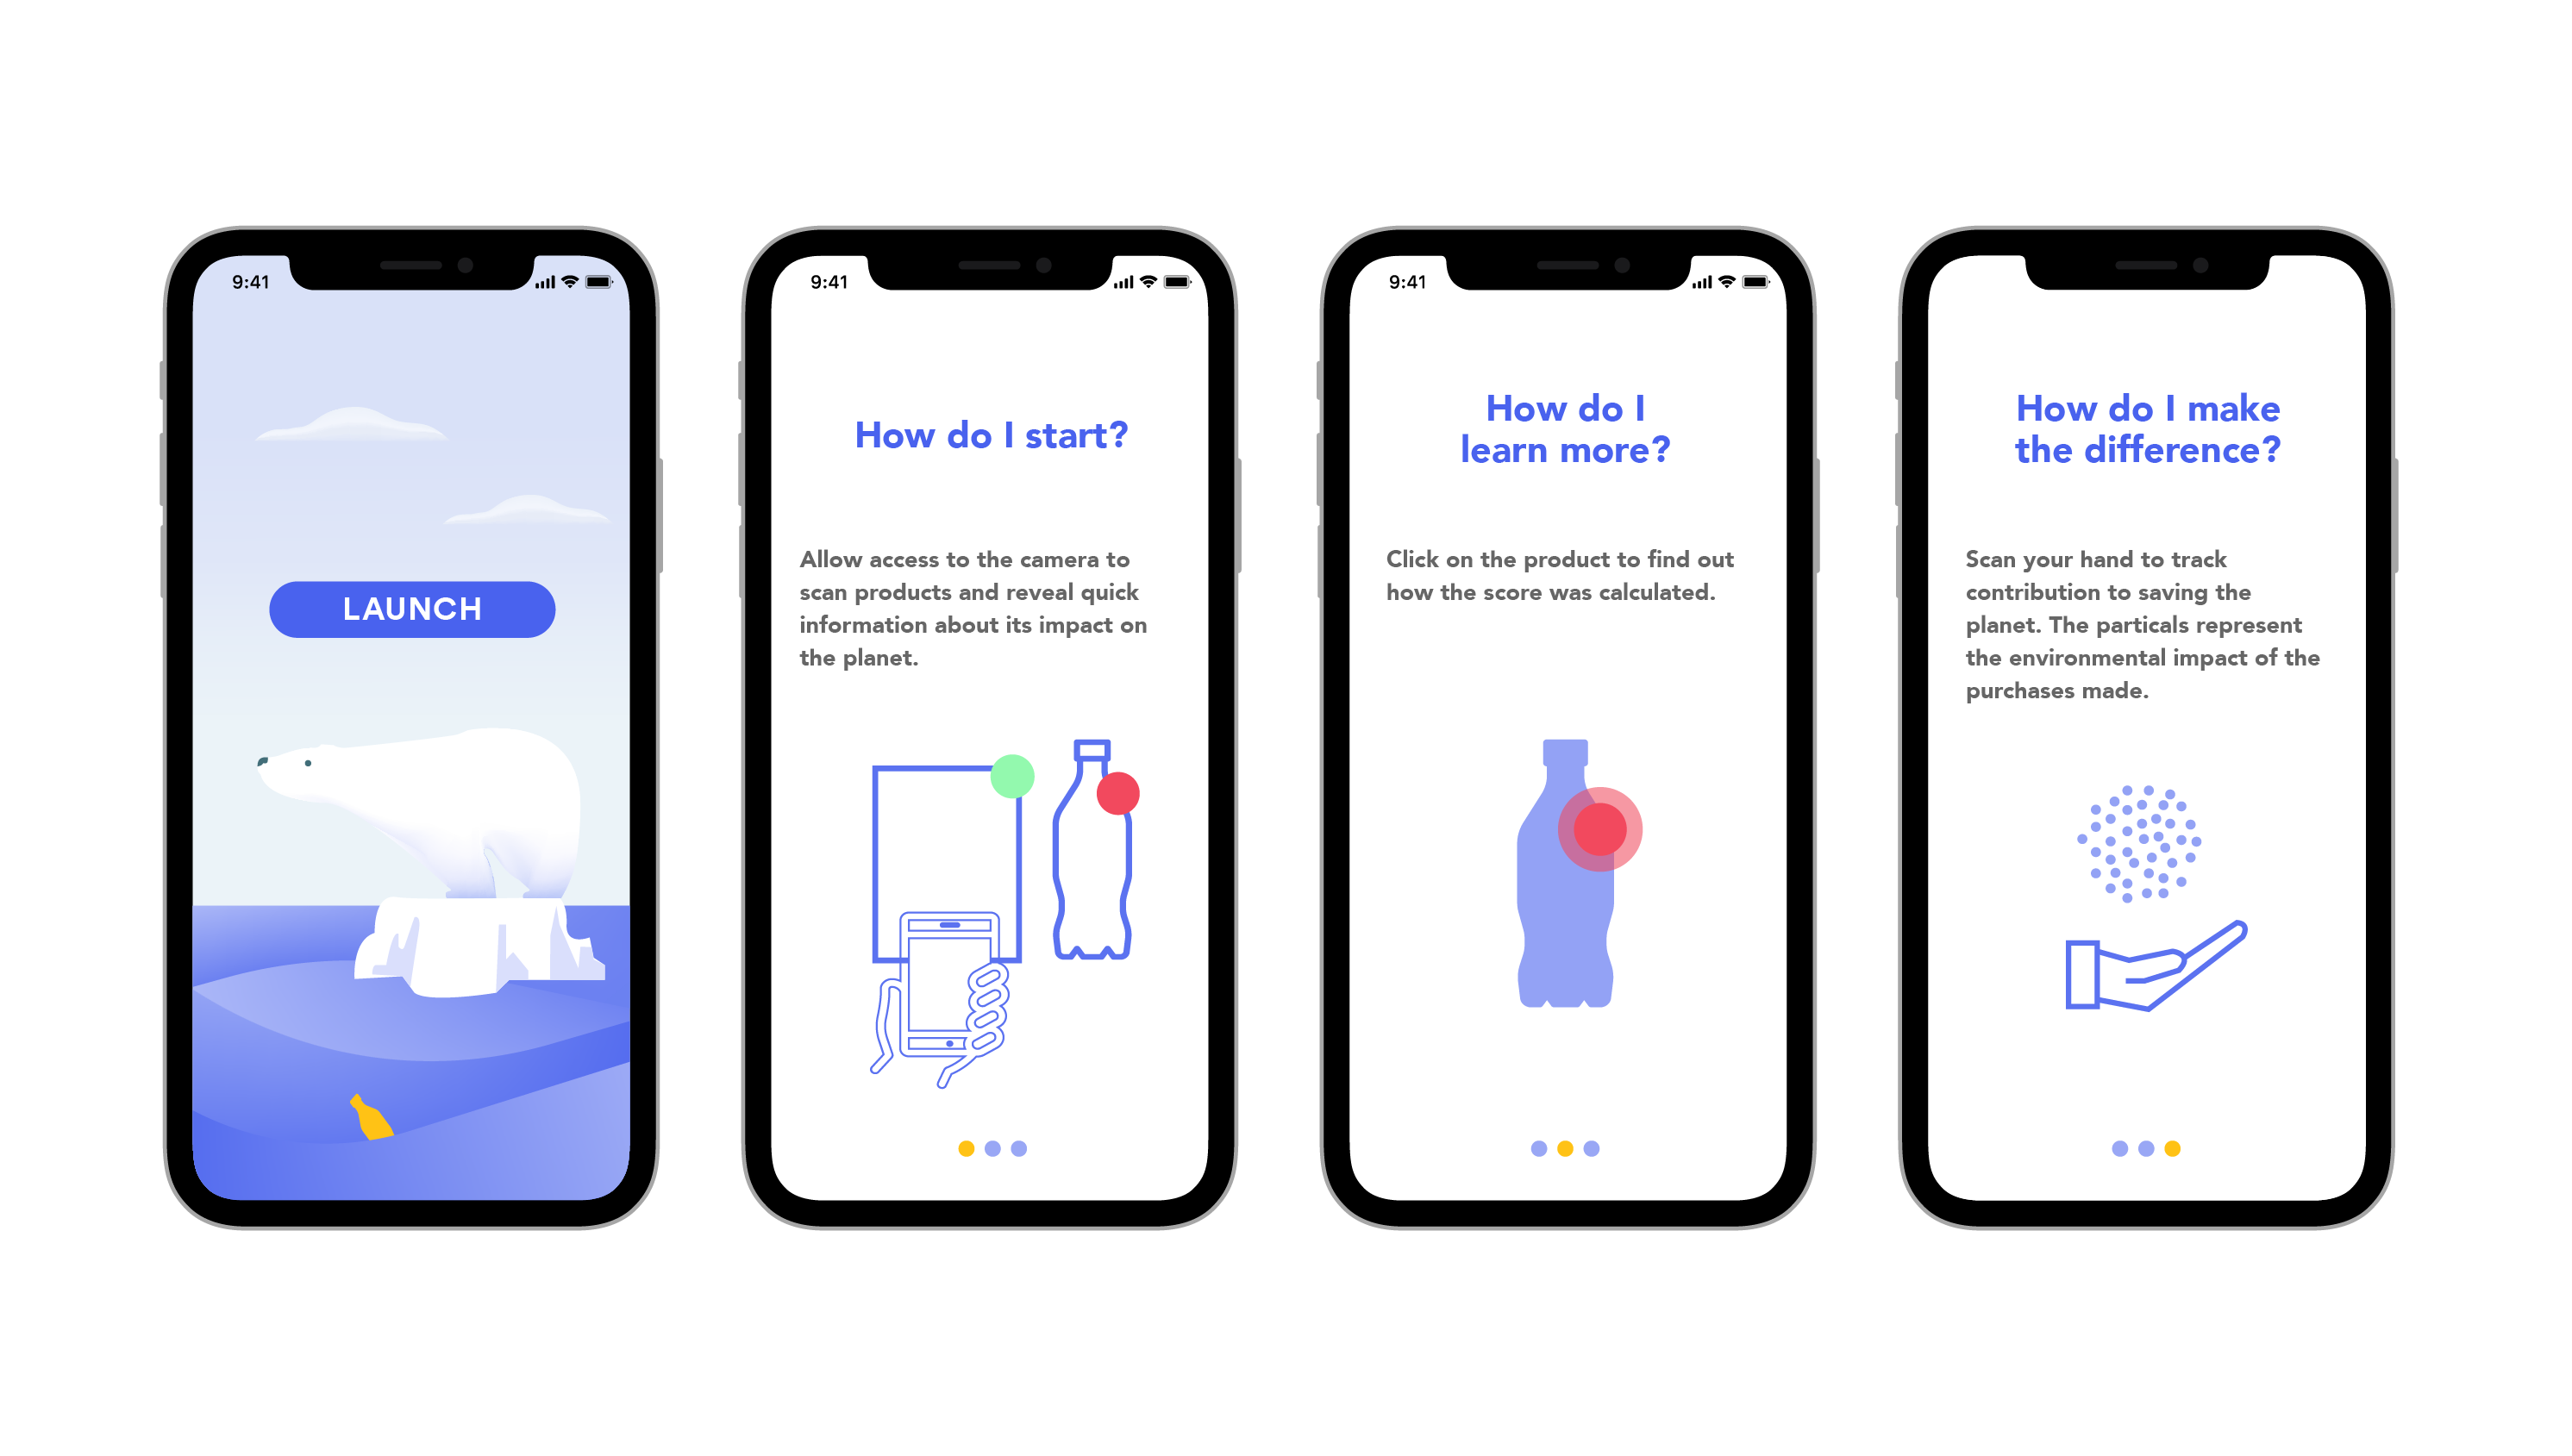 9:41
LAUNCH
9:41
How do I start?
Allow access to the camera to
scan products and reveal quick
information about its impact on
the planet.
9:41
How do I
learn more?
Click on the product to find out
how the score was calculated.
How do I make
the difference?
Scan your hand to track
contribution to saving the
planet. The particals represent
the environmental impact of the
purchases made.